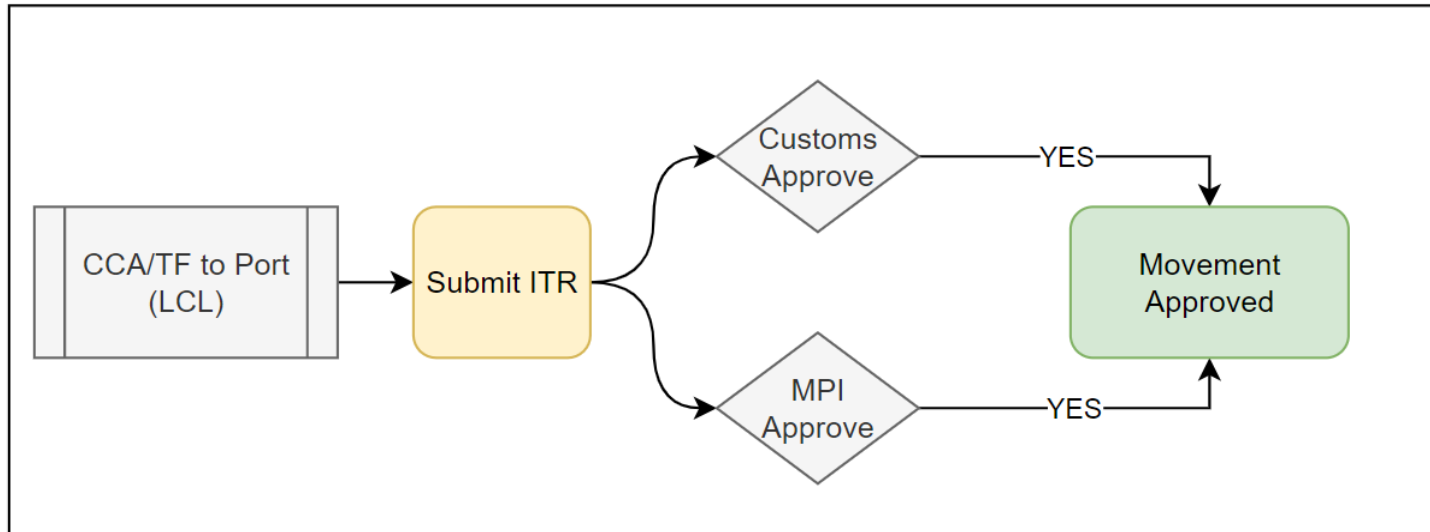 CCA/TF to Port
(LCL)
Submit ITR
Customs
Approve
YES
MPI
Approve
YES
Movement
Approved